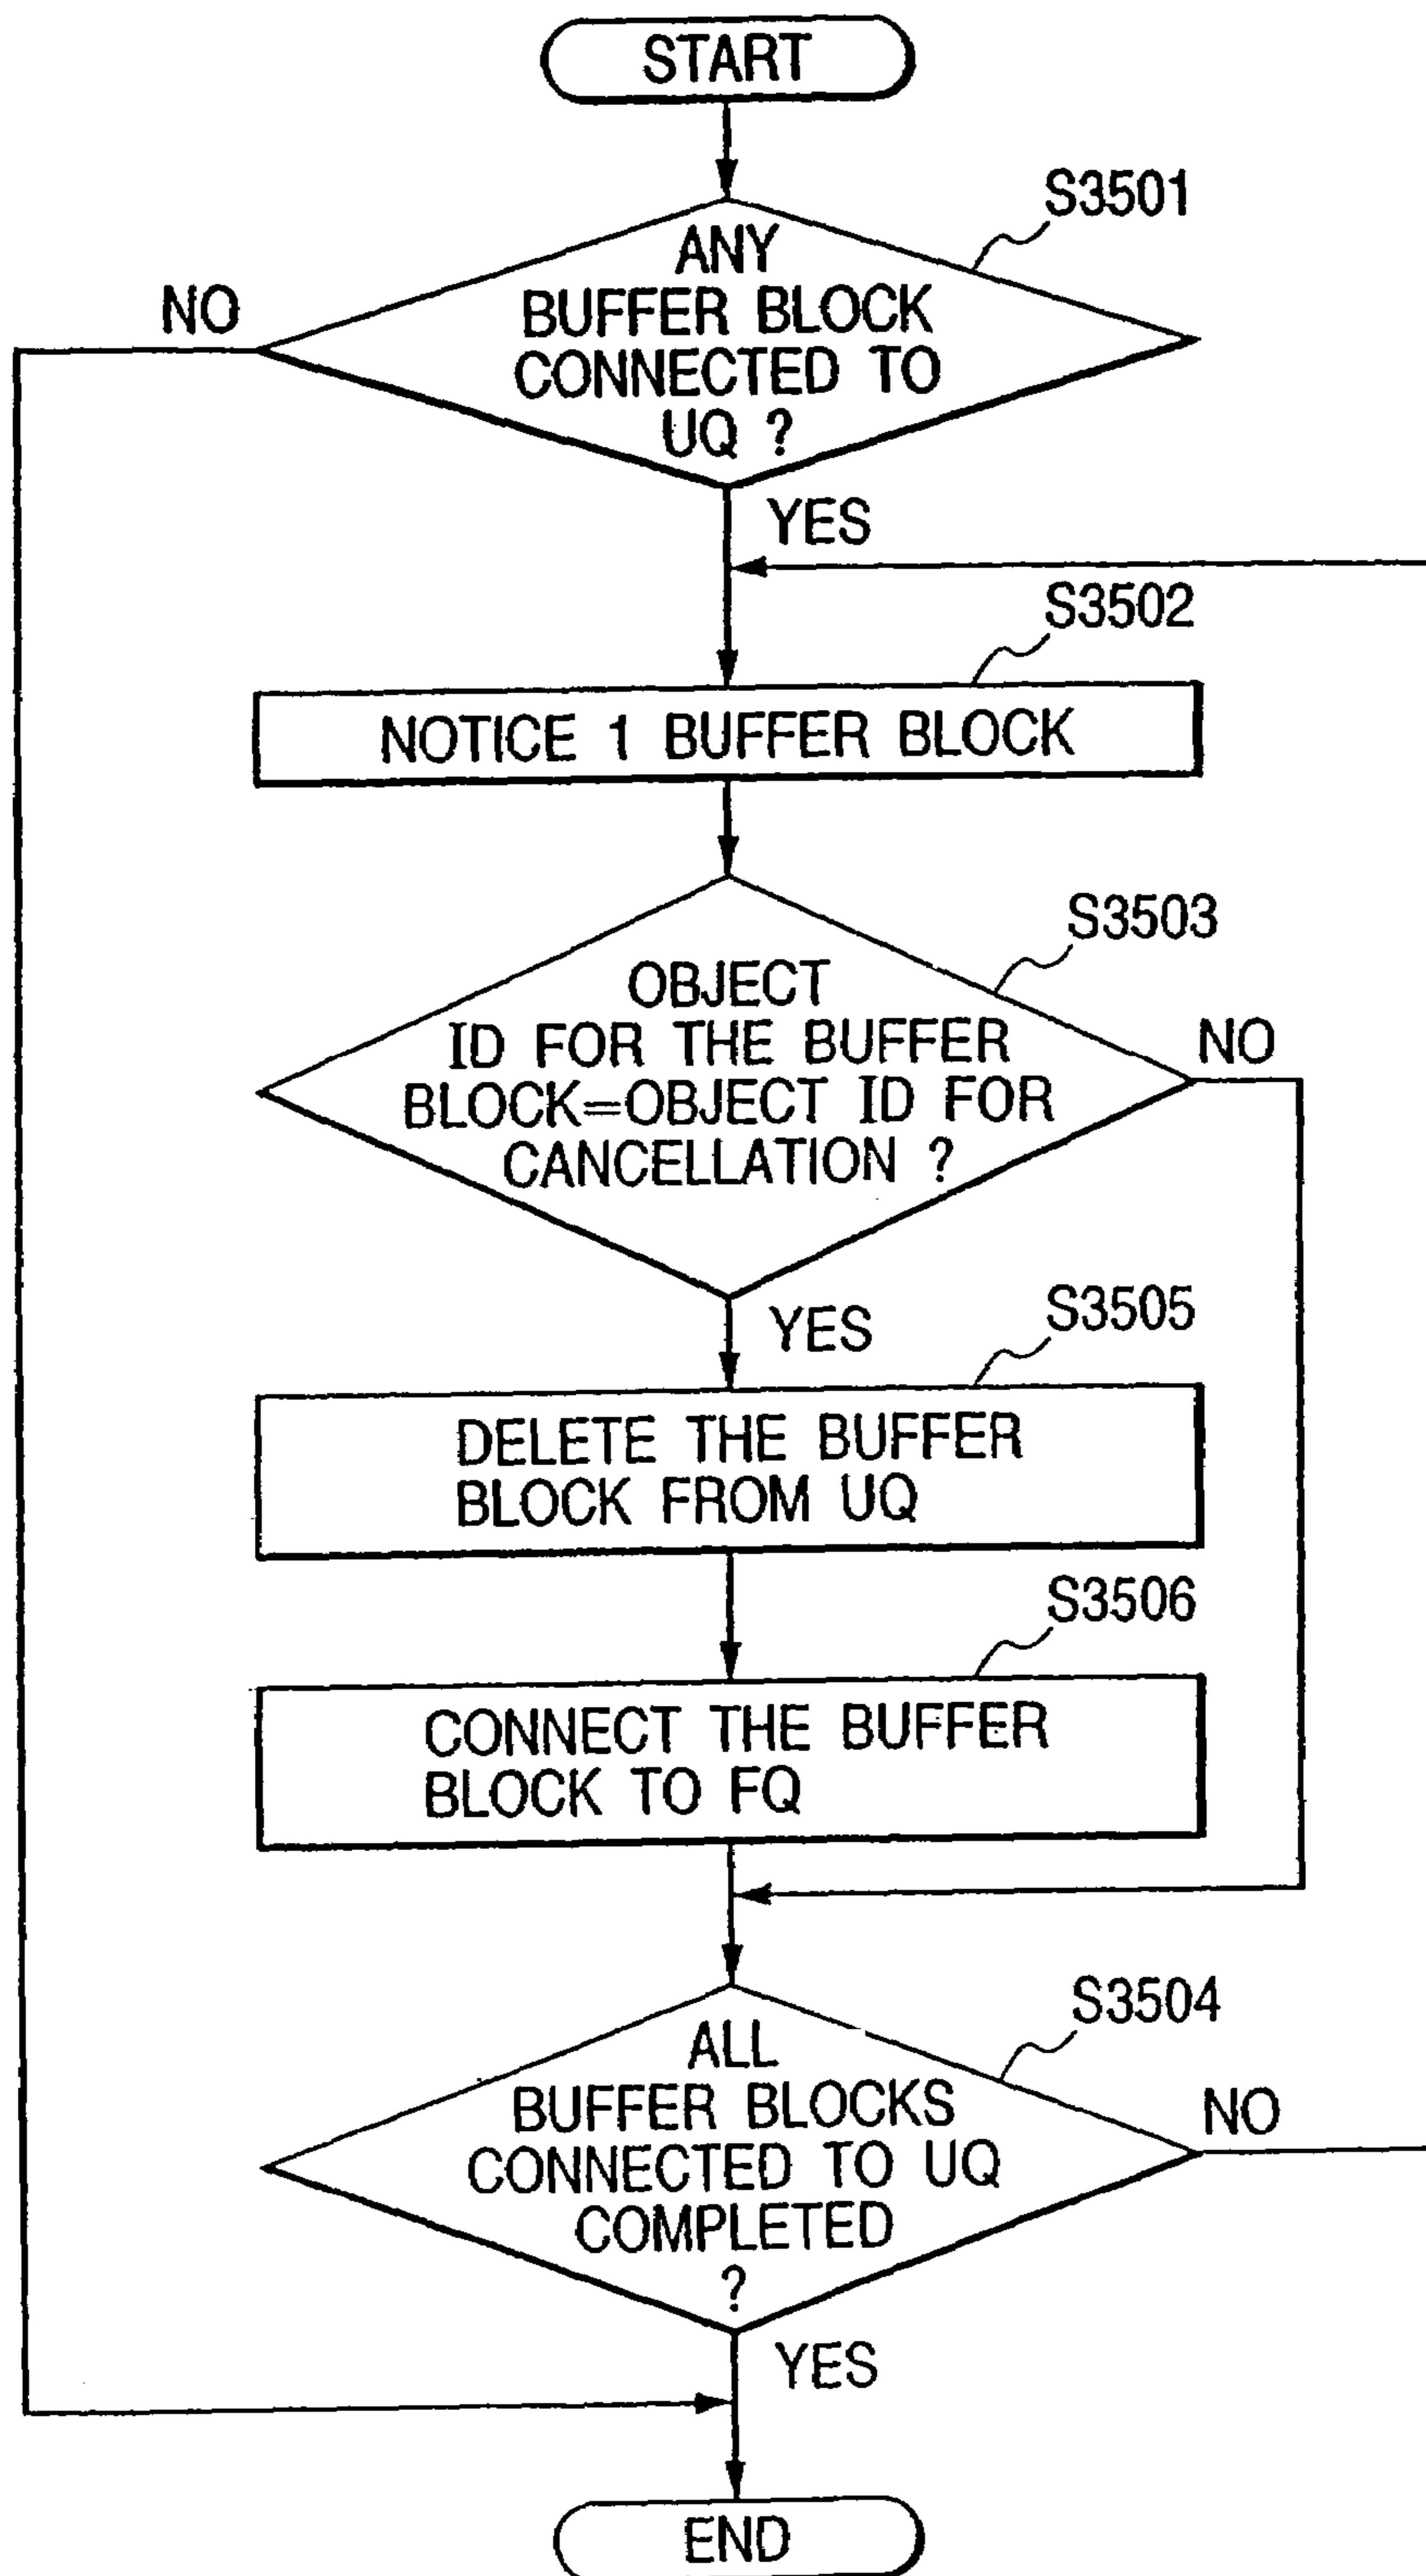 START
S3501
ANY
BUFFER BLOCK
CONNECTED TO
UQ ?
NO
YES
S3502
NOTICE 1 BUFFER BLOCK
S3503
OBJECT
ID FOR THE BUFFER
BLOCK=OBJECT ID FOR
CANCELLATION ?
NO
YES
S3505
DELETE THE BUFFER
BLOCK FROM UQ
S3506
CONNECT THE BUFFER
BLOCK TO FQ
S3504
ALL
BUFFER BLOCKS
CONNECTED TO UQ
COMPLETED
?
NO
YES
END